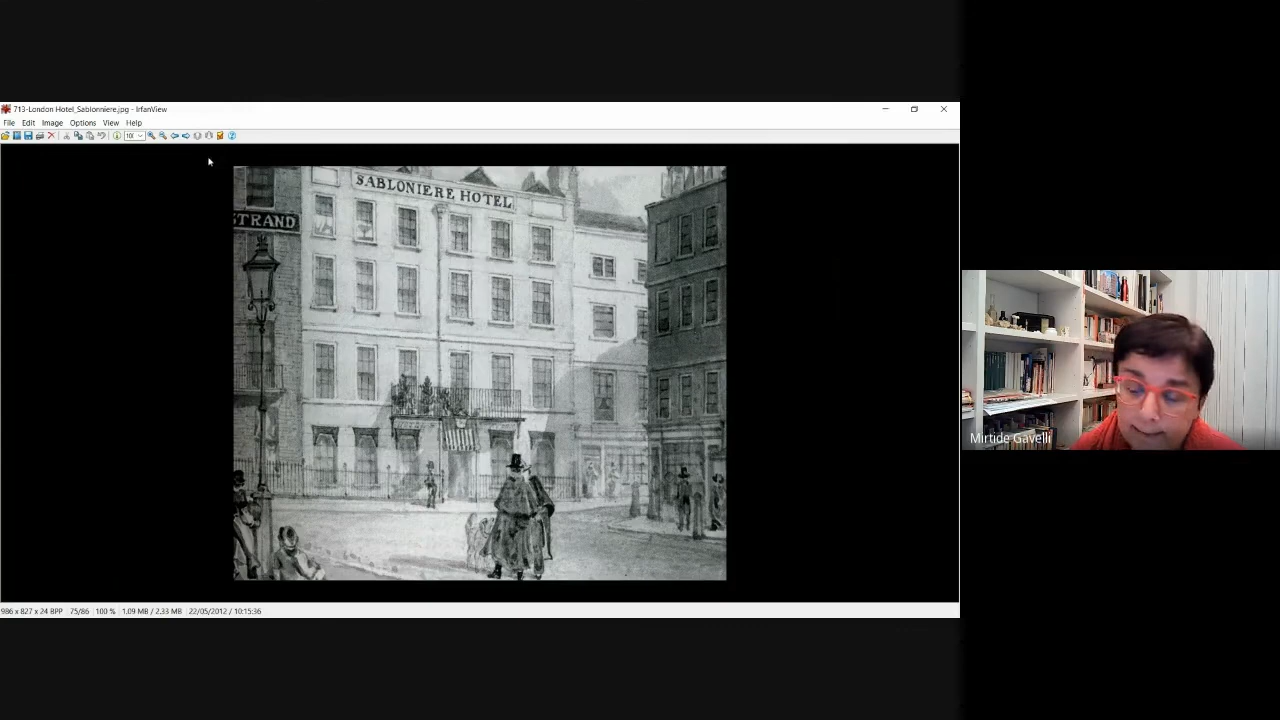 713-London Hotel_Sablonniere.jpg - IrfanView
File Edit Image Options View Help
100
SABLONIERE HOTEL
STRAND
Mirtide Gavelli
986 x 827 x 24 BPP 75/86 100 % 1,09 MB / 2.33 MB 22/05/2012 / 10:15:36